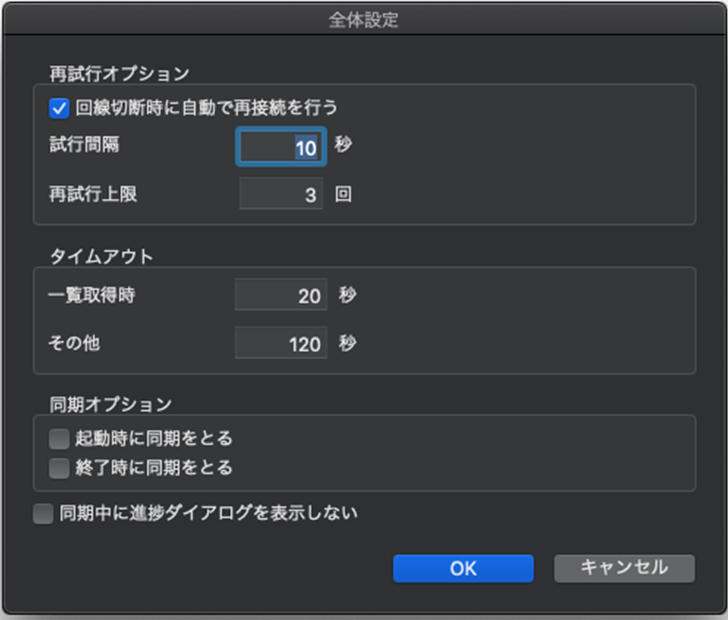 全体設定
再試行オプション
回線切断時に自動で再接続を行う
試行間隔 10 秒
再試行上限 3 回
タイムアウト
一覧取得時 20 秒
その他 120 秒
同期オプション
起動時に同期をとる
終了時に同期をとる
同期中に進捗ダイアログを表示しない
OK キャンセル